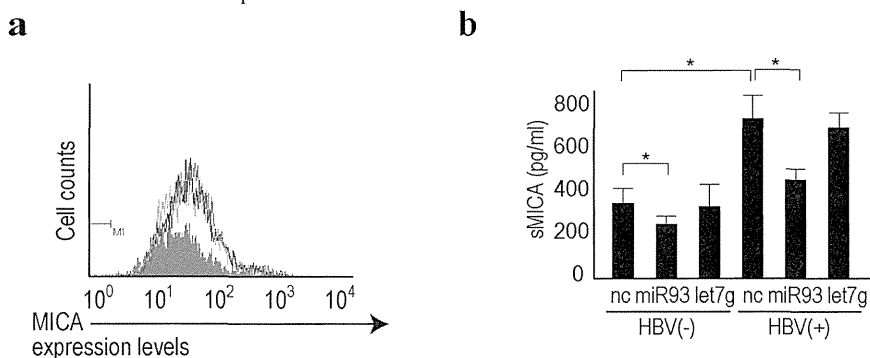 a
b
Cell counts
M1
10^0 10^1 10^2 10^3 10^4
MICA
expression levels
sMICA (pg/ml)
800
600
400
200
0
*
*
*
nc miR93 let7g nc miR93 let7g
HBV(-) HBV(+)